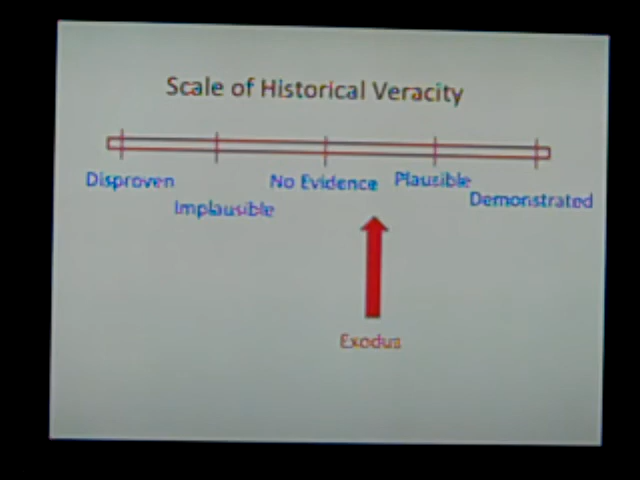 Scale of Historical Veracity
Disproven
Implausible
No Evidence
Plausible
Demonstrated
Exodus